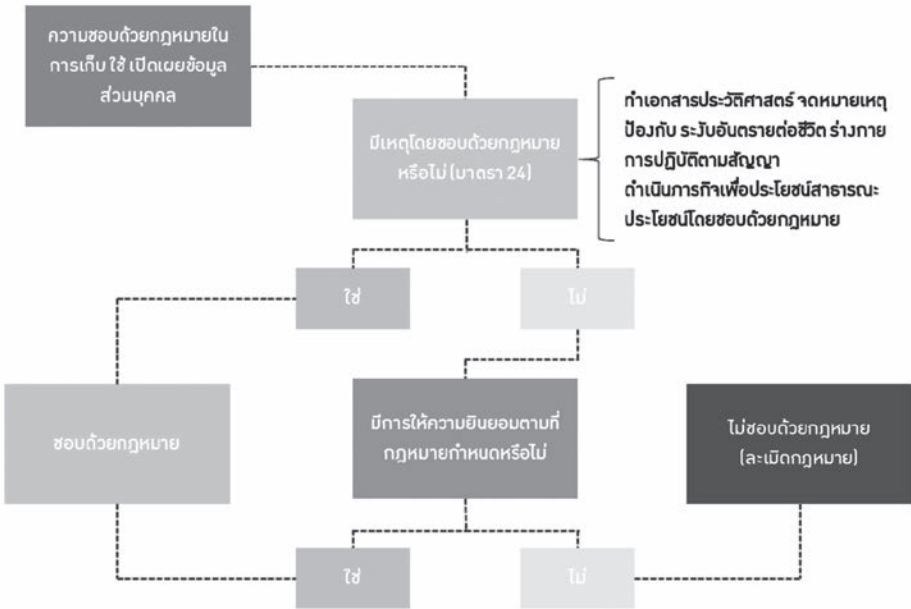 ความชอบด้วยกฎหมายใน
การเก็บ ใช้ เปิดเผยข้อมูล
ส่วนบุคคล
มีเหตุโดยชอบด้วยกฎหมาย
หรือไม่ (มาตรา 24)
ทำเอกสารประวัติศาสตร์ จดหมายเหตุ
ป้องกับ ระงับอันตรายต่อชีวิต ร่างกาย
การปฏิบัติตามสัญญา
ดำเนินภารกิจเพื่อประโยชน์สาธารณะ
ประโยชน์โดยชอบด้วยกฎหมาย
ใช่
ไม่
ชอบด้วยกฎหมาย
มีการให้ความยินยอมตามที่
กฎหมายกำหนดหรือไม่
ไม่ชอบด้วยกฎหมาย
(ละเมิดกฎหมาย)
ใช่
ไม่